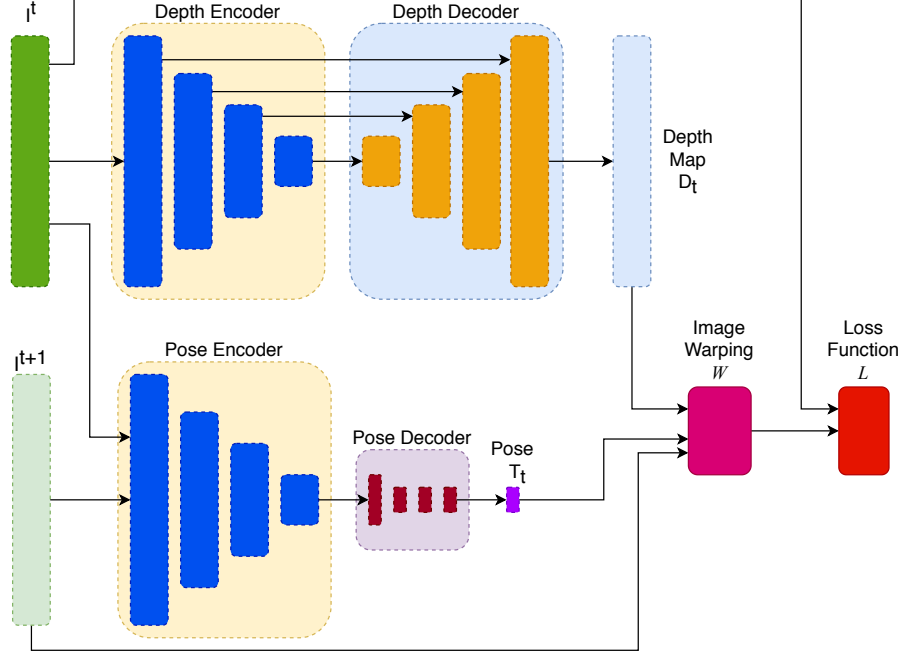 I^t
Depth Encoder
Depth Decoder
Depth
Map
D_t
I^t+1
Pose Encoder
Pose Decoder
Pose
T_t
Image
Warping
W
Loss
Function
L